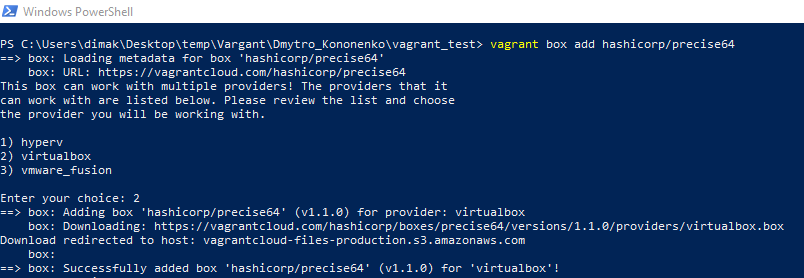 Windows PowerShell
PS C:\Users\dimak\Desktop\temp\Vargant\Dmytro_Kononenko\vagrant_test> vagrant box add hashicorp/precise64
==> box: Loading metadata for box 'hashicorp/precise64'
    box: URL: https://vagrantcloud.com/hashicorp/precise64
This box can work with multiple providers! The providers that it
can work with are listed below. Please review the list and choose
the provider you will be working with.

1) hyperv
2) virtualbox
3) vmware_fusion

Enter your choice: 2
==> box: Adding box 'hashicorp/precise64' (v1.1.0) for provider: virtualbox
    box: Downloading: https://vagrantcloud.com/hashicorp/boxes/precise64/versions/1.1.0/providers/virtualbox.box
Download redirected to host: vagrantcloud-files-production.s3.amazonaws.com
    box:
==> box: Successfully added box 'hashicorp/precise64' (v1.1.0) for 'virtualbox'!